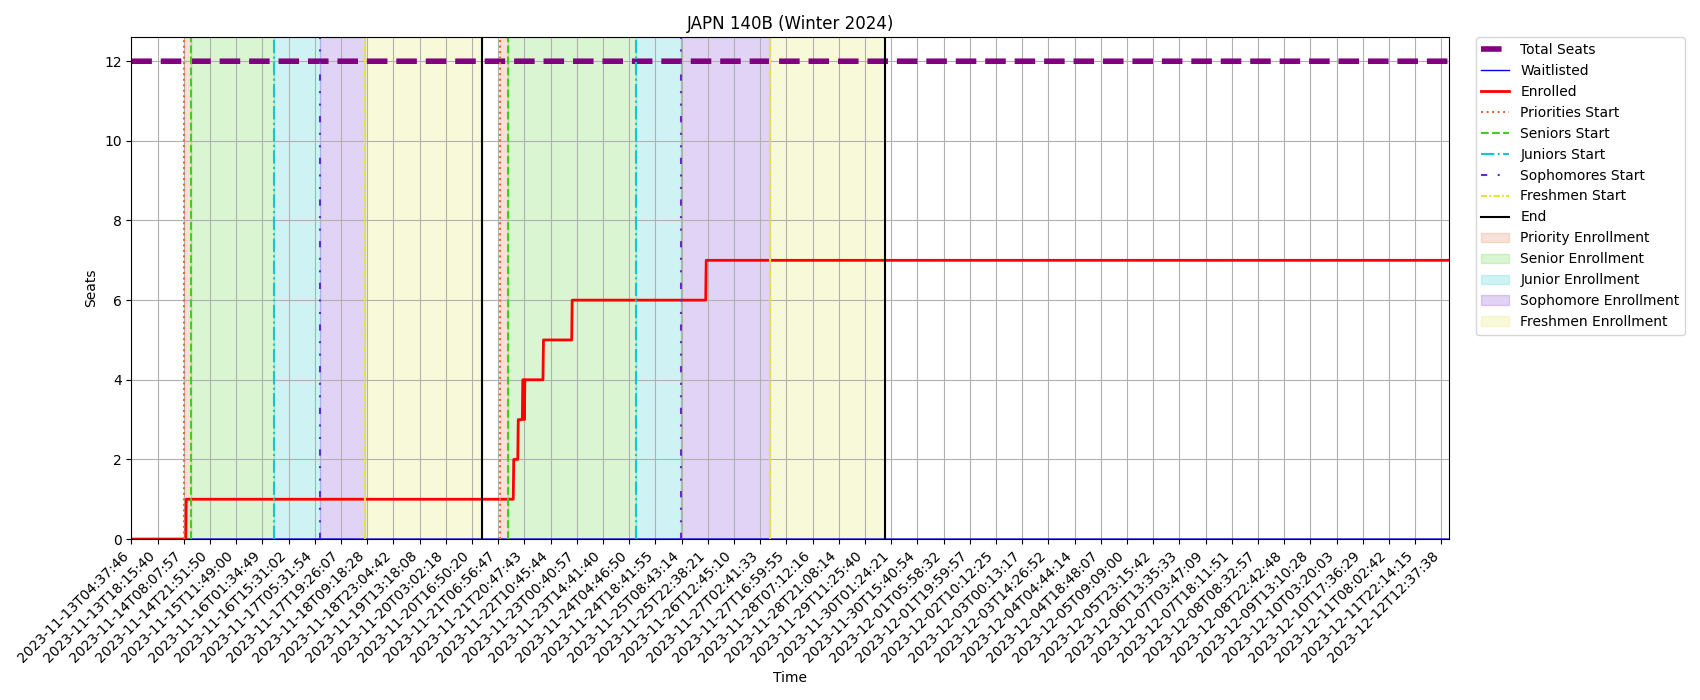 JAPN 140B (Winter 2024)
Seats
12
10
8
6
4
2
0
2023-11-13T04:37:46
2023-11-13T18:15:40
2023-11-14T08:07:57
2023-11-14T21:51:50
2023-11-15T11:49:00
2023-11-16T01:34:49
2023-11-16T15:31:02
2023-11-17T05:31:54
2023-11-17T19:26:07
2023-11-18T09:18:28
2023-11-18T23:04:42
2023-11-19T13:18:08
2023-11-20T03:02:18
2023-11-20T16:50:20
2023-11-21T06:56:47
2023-11-21T20:47:43
2023-11-22T10:45:44
2023-11-23T00:40:57
2023-11-23T14:41:40
2023-11-24T04:46:50
2023-11-24T18:41:55
2023-11-25T08:43:14
2023-11-25T22:38:21
2023-11-26T12:45:10
2023-11-27T02:41:33
2023-11-27T16:59:55
2023-11-28T07:12:16
2023-11-28T21:08:14
2023-11-29T11:25:40
2023-11-30T01:24:21
2023-11-30T15:40:54
2023-12-01T05:58:32
2023-12-01T19:59:57
2023-12-02T10:12:25
2023-12-03T00:13:17
2023-12-03T14:26:52
2023-12-04T04:44:14
2023-12-04T18:48:07
2023-12-05T09:09:00
2023-12-05T23:15:42
2023-12-06T13:35:33
2023-12-07T03:47:09
2023-12-07T18:11:51
2023-12-08T08:32:57
2023-12-08T22:42:48
2023-12-09T13:10:28
2023-12-10T03:20:03
2023-12-10T17:36:29
2023-12-11T08:02:42
2023-12-11T22:14:15
2023-12-12T12:37:38
Time
Total Seats
Waitlisted
Enrolled
Priorities Start
Seniors Start
Juniors Start
Sophomores Start
Freshmen Start
End
Priority Enrollment
Senior Enrollment
Junior Enrollment
Sophomore Enrollment
Freshmen Enrollment